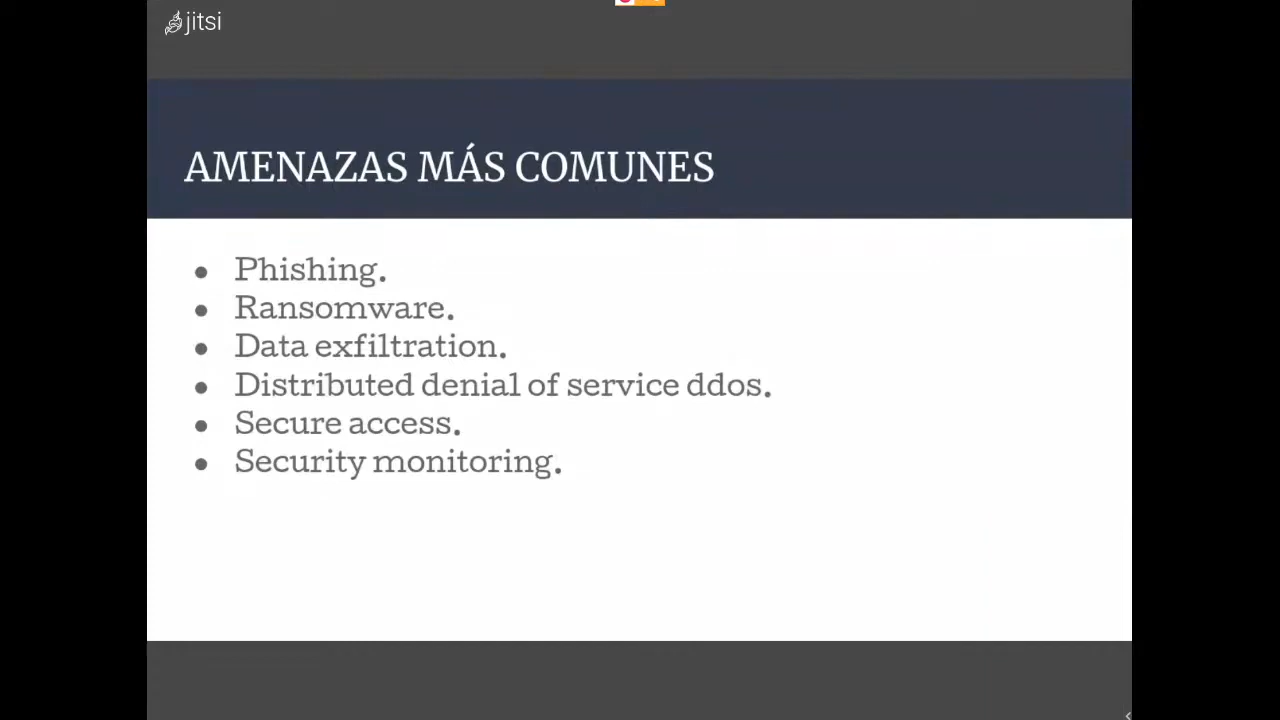 jitsi
AMENAZAS MÁS COMUNES
● Phishing.
● Ransomware.
● Data exfiltration.
● Distributed denial of service ddos.
● Secure access.
● Security monitoring.